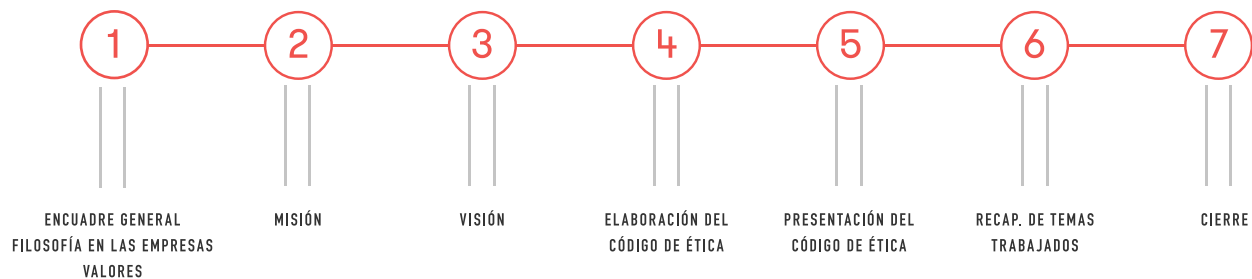 1 2 3 4 5 6 7
ENCUADRE GENERAL
FILOSOFÍA EN LAS EMPRESAS
VALORES
MISIÓN
VISIÓN
ELABORACIÓN DEL
CÓDIGO DE ÉTICA
PRESENTACIÓN DEL
CÓDIGO DE ÉTICA
RECAP. DE TEMAS
TRABAJADOS
CIERRE